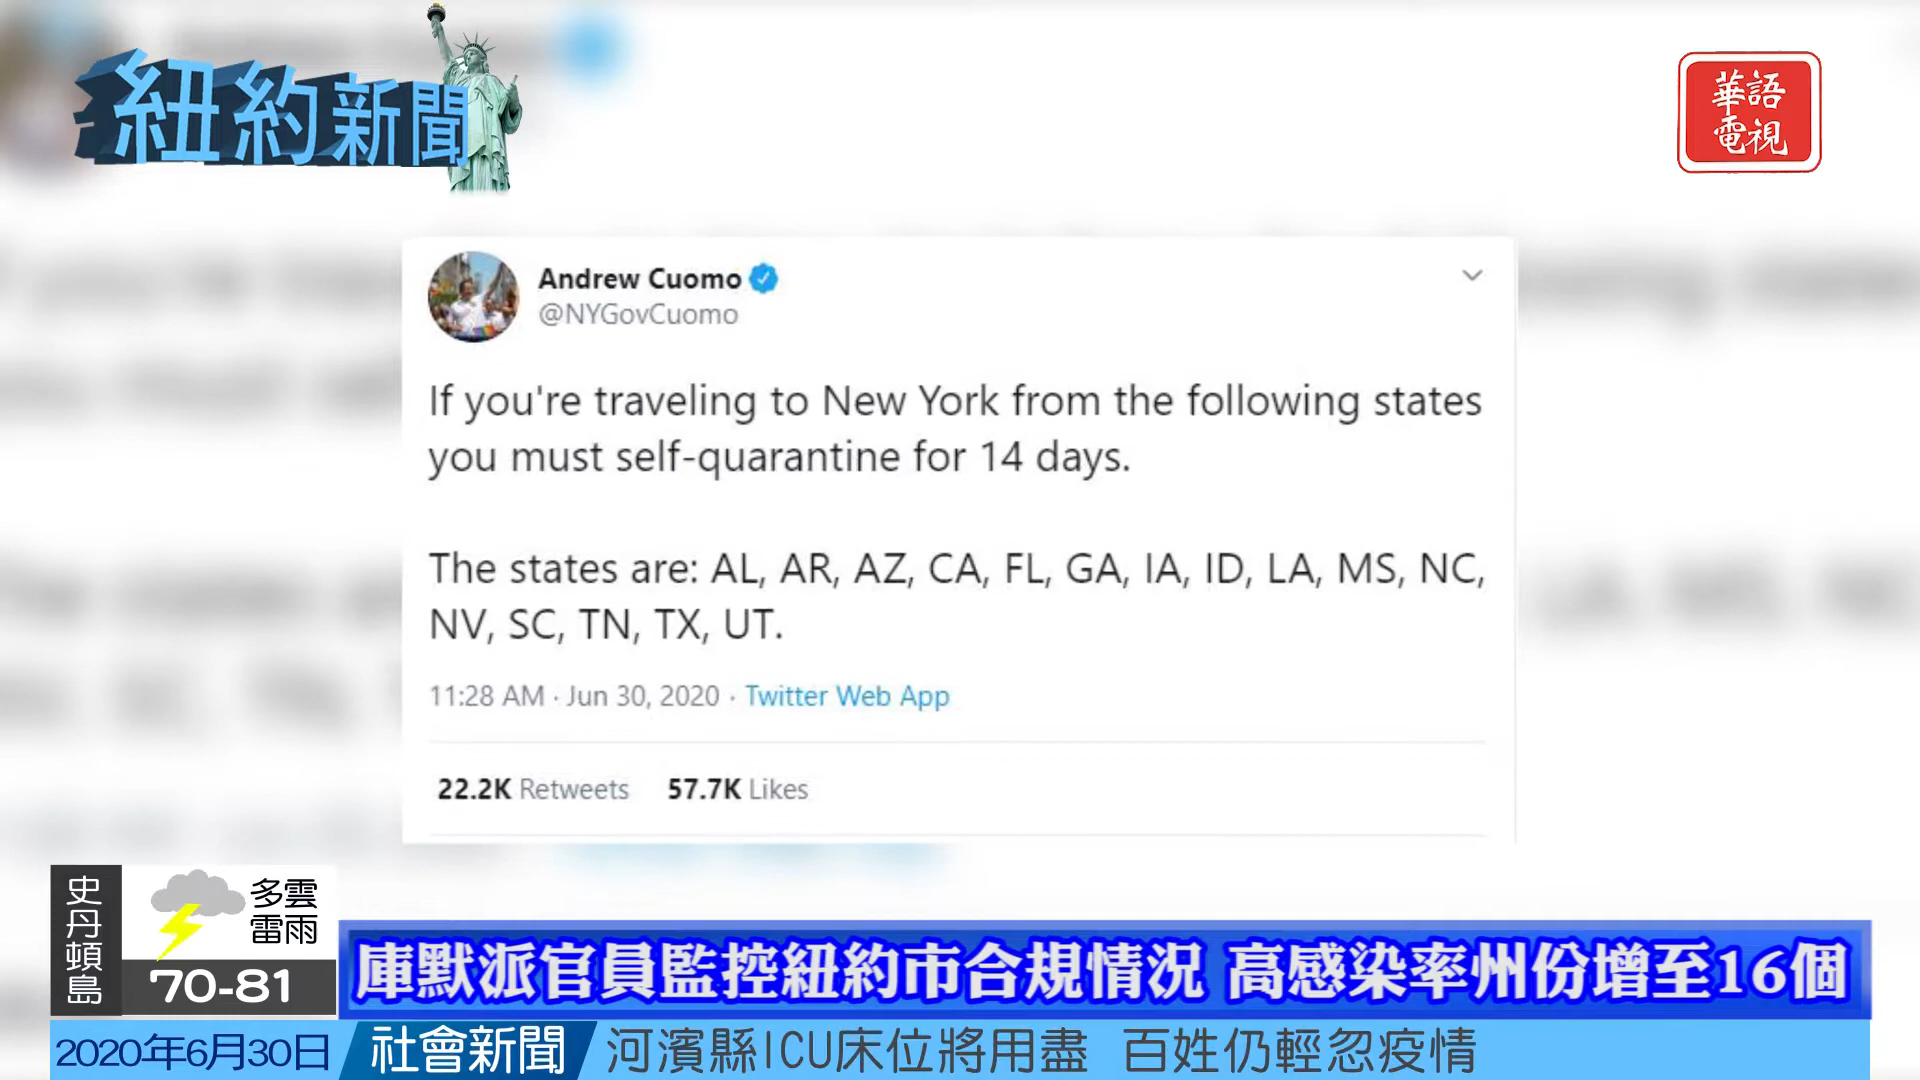 紐約新聞
華語
電視
Andrew Cuomo
@NYGovCuomo
If you're traveling to New York from the following states
you must self-quarantine for 14 days.
The states are: AL, AR, AZ, CA, FL, GA, IA, ID, LA, MS, NC,
NV, SC, TN, TX, UT.
11:28 AM · Jun 30, 2020 · Twitter Web App
22.2K Retweets 57.7K Likes
史丹頓島
多雲
雷雨
70-81
庫默派官員監控紐約市合規情況 高感染率州份增至16個
2020年6月30日 社會新聞 河濱縣ICU床位將用盡 百姓仍輕忽疫情